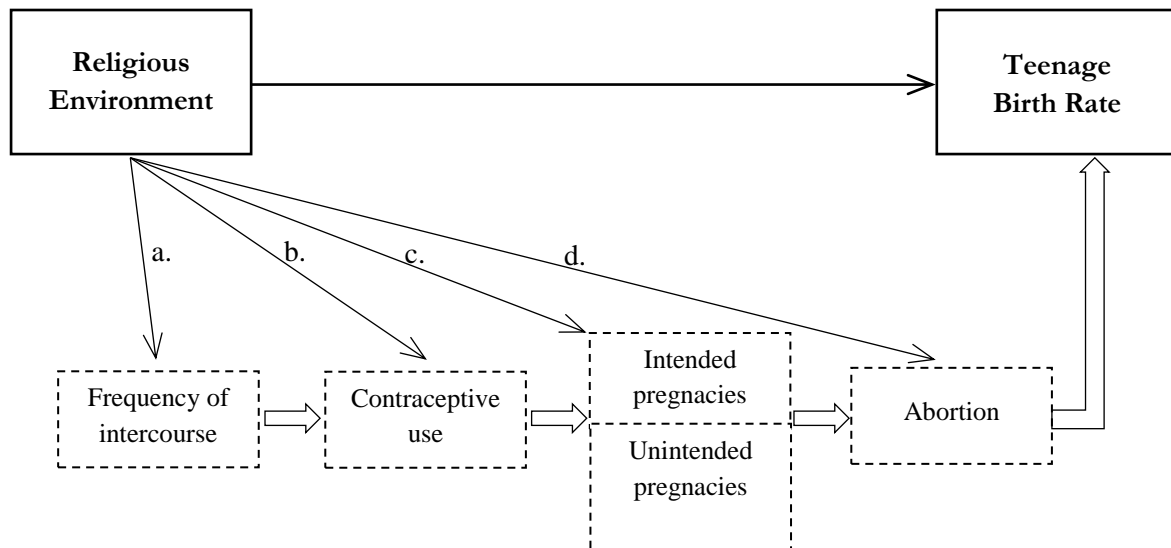 Religious
Environment
Teenage
Birth Rate
a.
b.
c.
d.
Frequency of
intercourse
Contraceptive
use
Intended
pregnacies
Unintended
pregnacies
Abortion